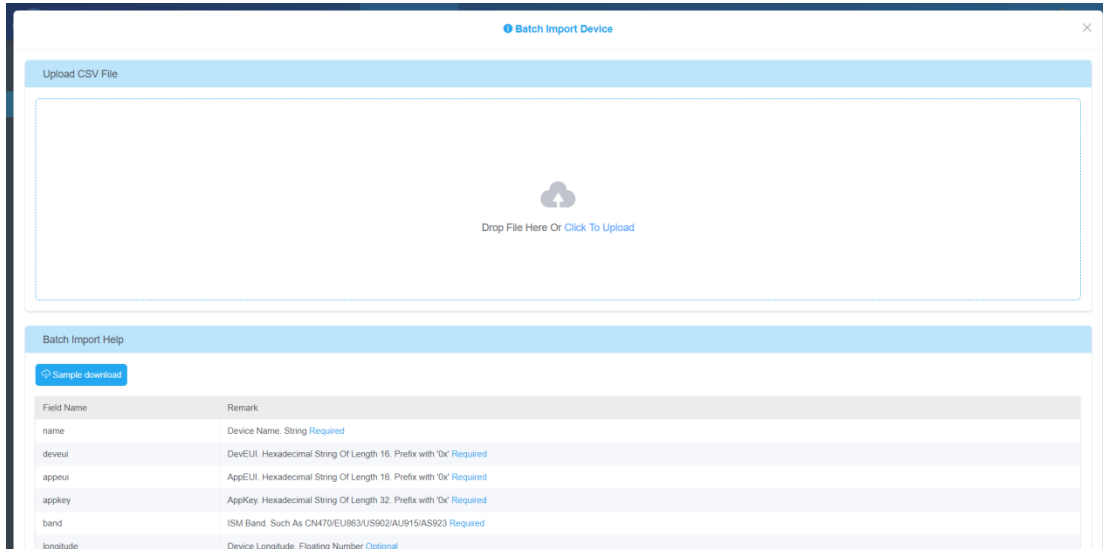 Batch Import Device
Upload CSV File
Drop File Here Or Click To Upload
Batch Import Help
Sample download
Field Name Remark
name Device Name. String Required
deveui DevEUI. Hexadecimal String Of Length 16. Prefix with '0x' Required
appeui AppEUI. Hexadecimal String Of Length 16. Prefix with '0x' Required
appkey AppKey. Hexadecimal String Of Length 32. Prefix with '0x' Required
band ISM Band. Such As CN470/EU863/US902/AU915/AS923 Required
longitude Device Longitude. Floating Number Optional